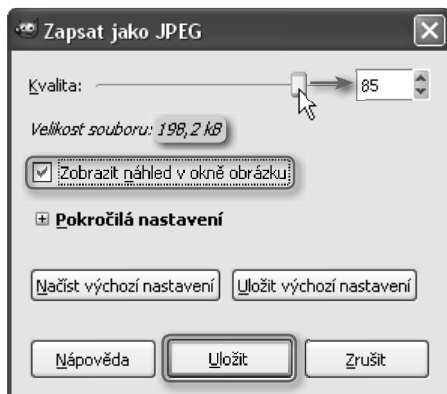 Zapsat jako JPEG
Kvalita: 85
Velikost souboru: 198,2 kB
Zobrazit náhled v okně obrázku
Pokročilá nastavení
Načíst výchozí nastavení Uložit výchozí nastavení
Nápověda Uložit Zrušit